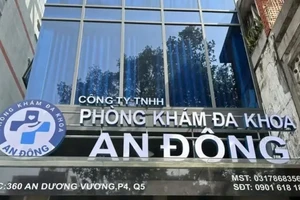 CÔNG TY TNHH
PHÒNG KHÁM ĐA KHOA
AN ĐÔNG
PHÒNG KHÁM ĐA KHOA
AN ĐÔNG
C:360 AN DƯƠNG VƯƠNG,P4, Q5
MST: 0317868356
SĐT: 0901 618 18